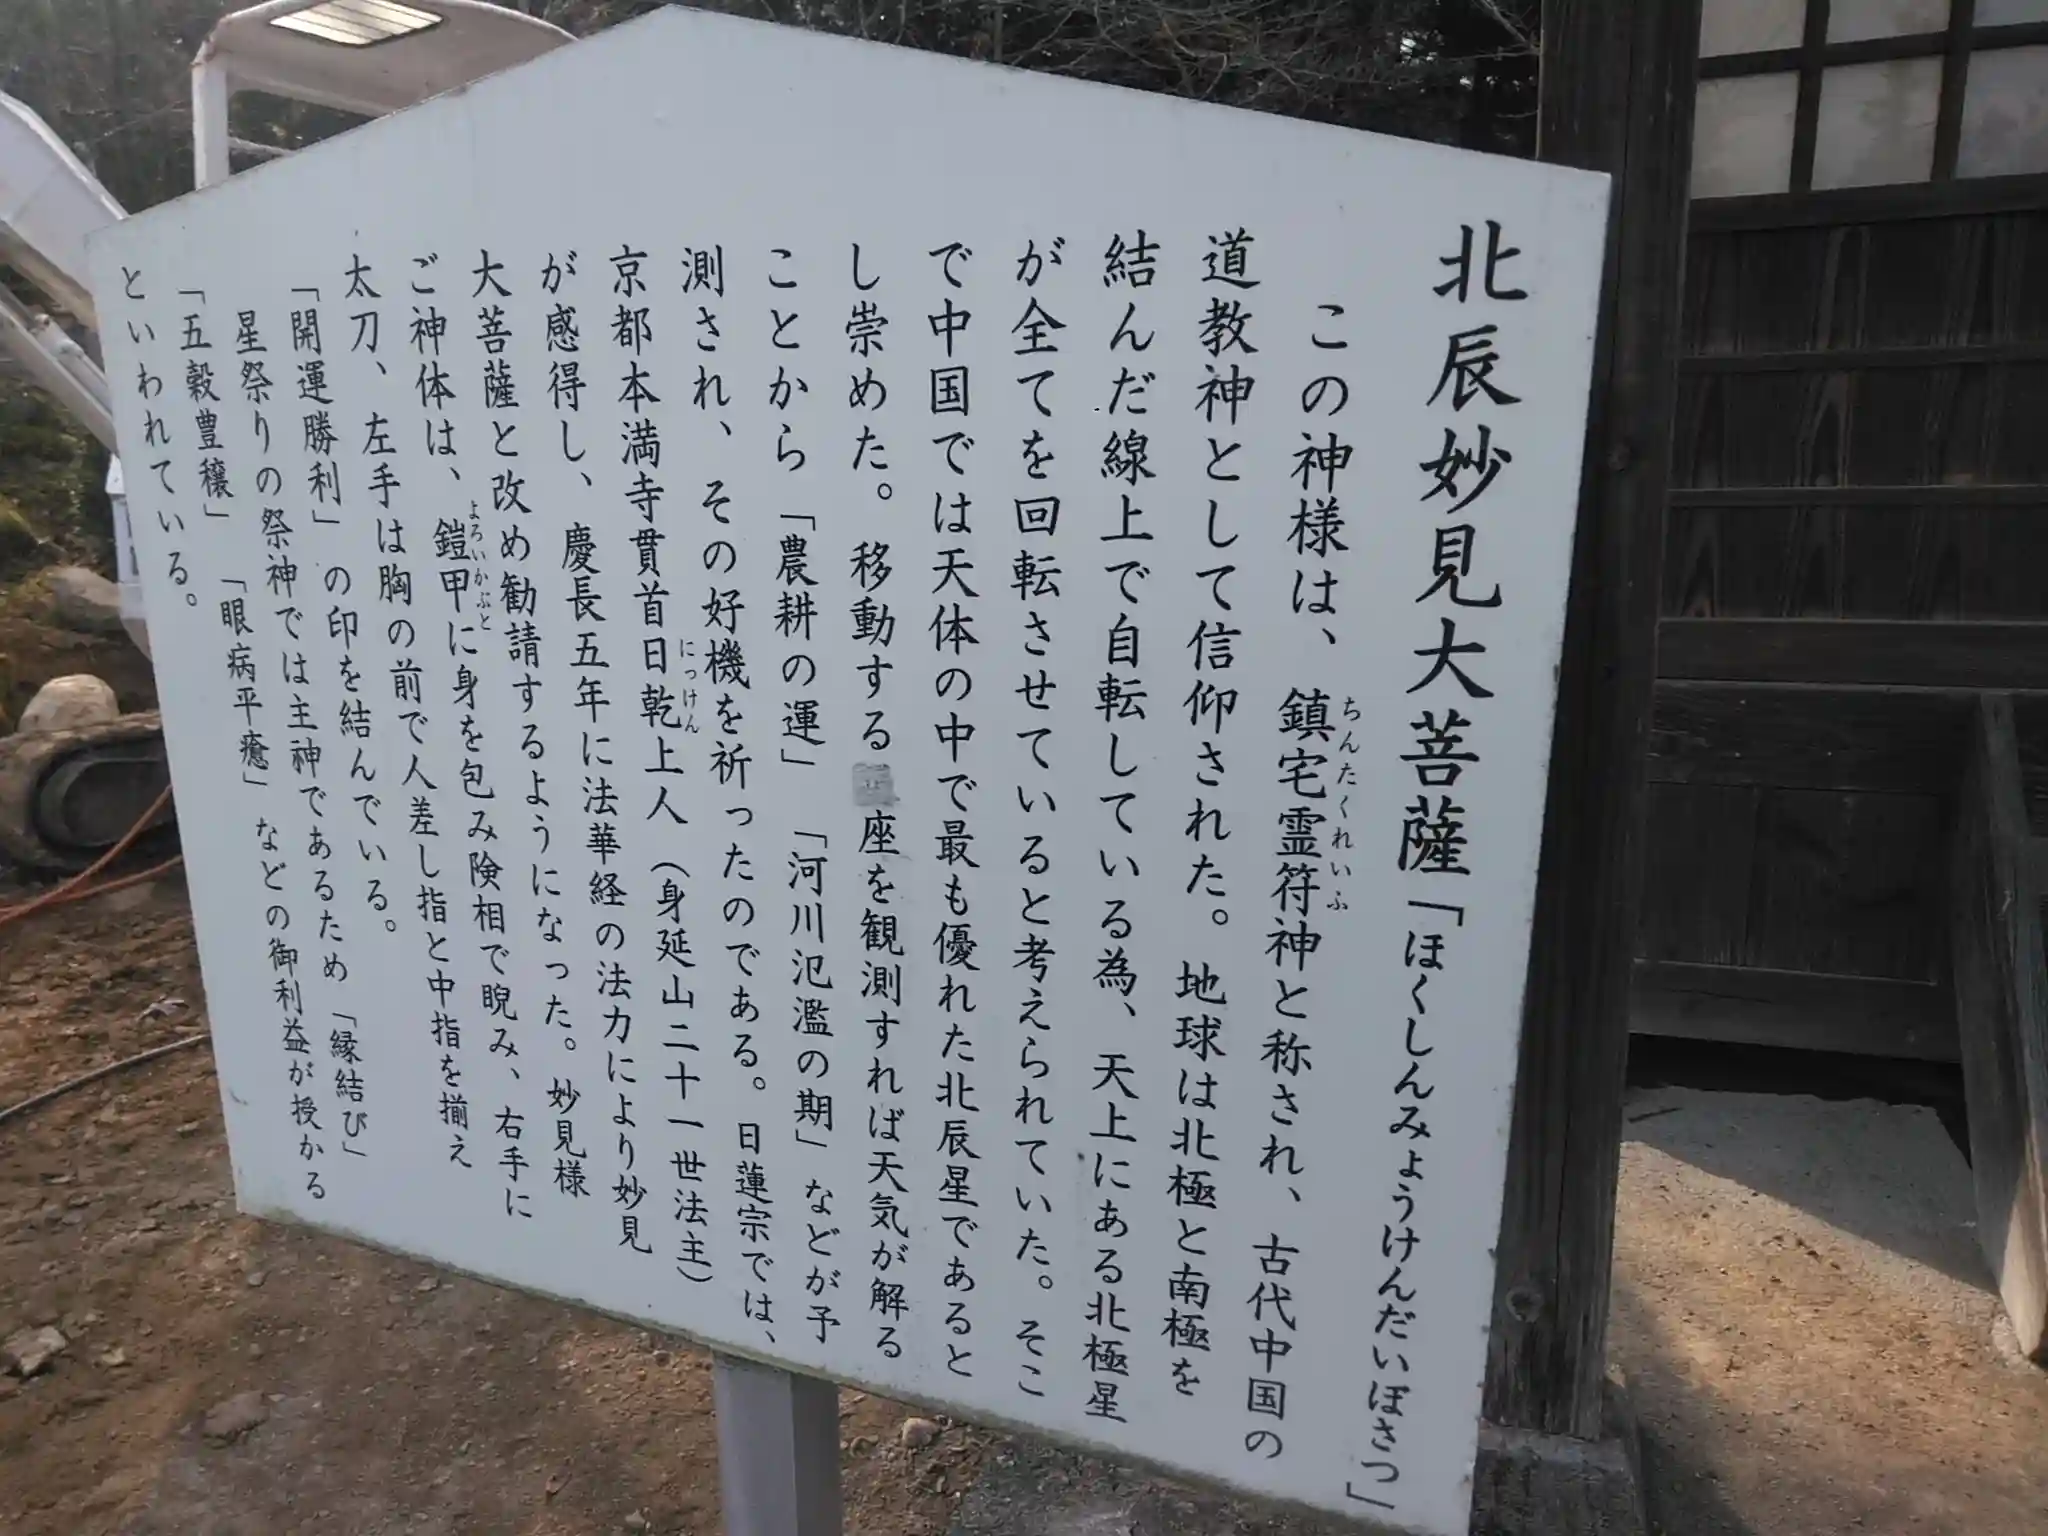 北辰妙見大菩薩「ほくしんみょうけんだいぼさつ」
この神様は、鎮宅霊符神と称され、古代中国の
ちんたくれいふ
道教神として信仰された。地球は北極と南極を
結んだ線上で自転している為、天上にある北極星
が全てを回転させていると考えられていた。そこ
で中国では天体の中で最も優れた北辰星であると
し崇めた。移動する座を観測すれば天気が解る
ことから「農耕の運」「河川氾濫の期」などが予
測され、その好機を祈ったのである。日蓮宗では、
京都本満寺貫首日乾上人(身延山二十一世法主)
にっけん
が感得し、慶長五年に法華経の法力により妙見
大菩薩と改め勧請するようになった。妙見様
ご神体は、鎧甲に身を包み険相で睨み、右手に
よろいかぶと
太刀、左手は胸の前で人差し指と中指を揃え
「開運勝利」の印を結んでいる。
星祭りの祭神では主神であるため「縁結び」
「五穀豊穣」「眼病平癒」などの御利益が授かる
といわれている。